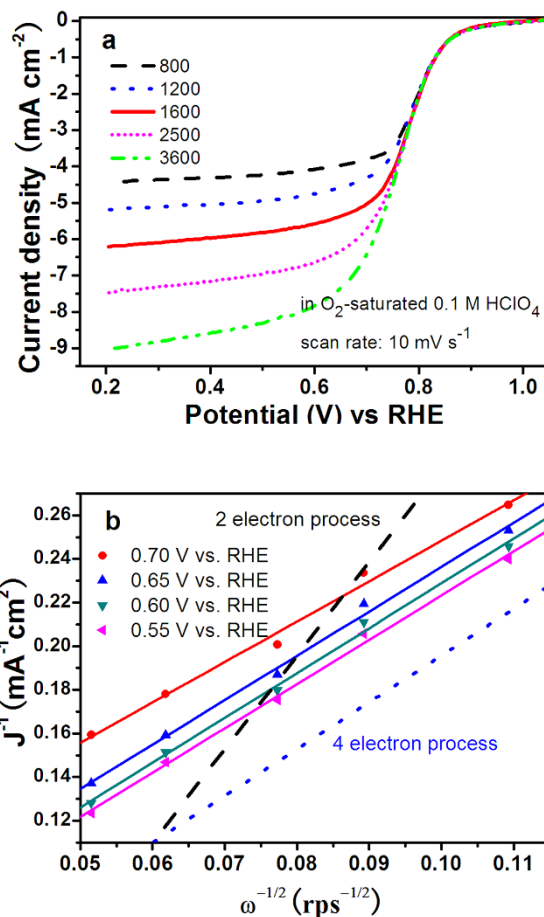 a
800
1200
1600
2500
3600
in O₂-saturated 0.1 M HClO₄
scan rate: 10 mV s⁻¹
Current density (mA cm⁻²)
0
-1
-2
-3
-4
-5
-6
-7
-8
-9
0.2 0.4 0.6 0.8 1.0
Potential (V) vs RHE
b
2 electron process
0.70 V vs. RHE
0.65 V vs. RHE
0.60 V vs. RHE
0.55 V vs. RHE
4 electron process
J⁻¹(mA⁻¹cm²)
0.26
0.24
0.22
0.20
0.18
0.16
0.14
0.12
0.05 0.06 0.07 0.08 0.09 0.10 0.11
ω⁻¹/² (rps⁻¹/²)